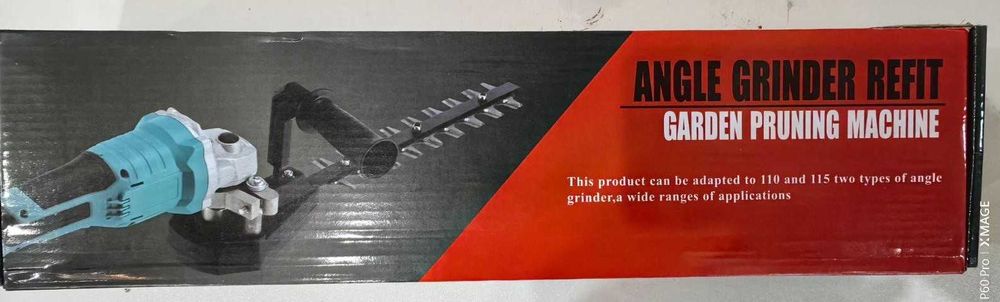 ANGLE GRINDER REFIT
GARDEN PRUNING MACHINE
This product can be adapted to 110 and 115 two types of angle
grinder,a wide ranges of applications
P60 Pro | XMAGE